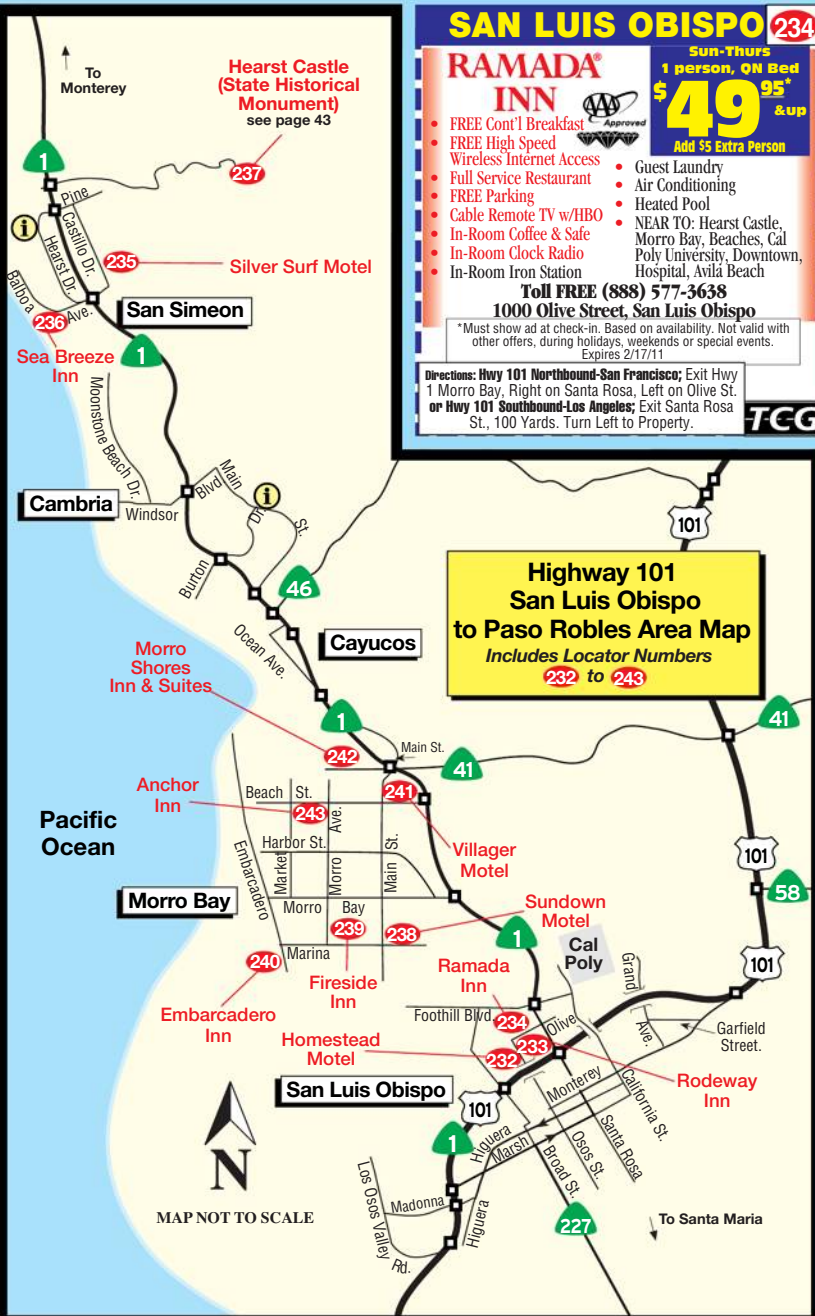 SAN LUIS OBISPO 234
RAMADA®
INN
AAA
Approved
Sun-Thurs
1 person, QN Bed
$49 95* &up
Add $5 Extra Person
• FREE Cont'l Breakfast
• FREE High Speed
Wireless Internet Access
• Full Service Restaurant
• FREE Parking
• Cable Remote TV w/HBO
• In-Room Coffee & Safe
• In-Room Clock Radio
• In-Room Iron Station
• Guest Laundry
• Air Conditioning
• Heated Pool
• NEAR TO: Hearst Castle,
Morro Bay, Beaches, Cal
Poly University, Downtown,
Hospital, Avila Beach
Toll FREE (888) 577-3638
1000 Olive Street, San Luis Obispo
*Must show ad at check-in. Based on availability. Not valid with
other offers, during holidays, weekends or special events.
Expires 2/17/11
Directions: Hwy 101 Northbound-San Francisco; Exit Hwy
1 Morro Bay, Right on Santa Rosa, Left on Olive St.
or Hwy 101 Southbound-Los Angeles; Exit Santa Rosa
St., 100 Yards. Turn Left to Property.
TCG
To
Monterey
Hearst Castle
(State Historical
Monument)
see page 43
237
1
Pine
i
Castillo Dr.
Hearst Dr.
235
Silver Surf Motel
Balboa
Ave.
236
San Simeon
Sea Breeze
Inn
1
Moonstone Beach Dr.
Cambria
Windsor
Blvd
Main
St.
i
Burton
Dr.
46
101
Highway 101
San Luis Obispo
to Paso Robles Area Map
Includes Locator Numbers
232 to 243
Ocean Ave.
Cayucos
Morro
Shores
Inn & Suites
1
242
Main St.
41
41
Anchor
Inn
Beach St.
243
241
Pacific
Ocean
Harbor St.
Embarcadero
Market
Morro
Ave.
Main St.
Villager
Motel
101
58
Morro Bay
Morro Bay
239
238
Sundown
Motel
1
Marina
240
Fireside
Inn
Embarcadero
Inn
Cal
Poly
Grand
Ave.
101
Ramada
Inn
Foothill Blvd
234
Olive
Garfield
Street.
Homestead
Motel
232
233
Rodeway
Inn
San Luis Obispo
101
Monterey
California St.
1
Higuera
Marsh
Santa Rosa
Osos St.
Broad St.
N
MAP NOT TO SCALE
Los Osos Valley
Rd.
Madonna
Higuera
227
To Santa Maria